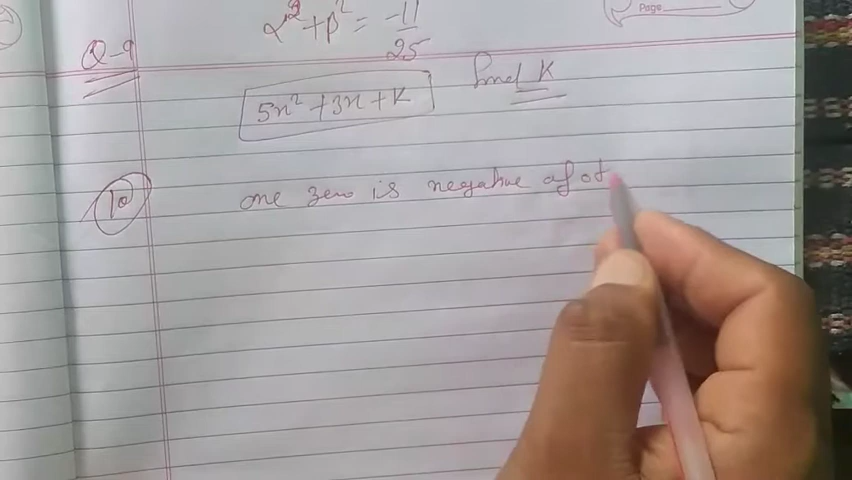 Page
α² + β² = -11/25
Q-9
5x² + 3x + K find K
10 one zero is negative of ot